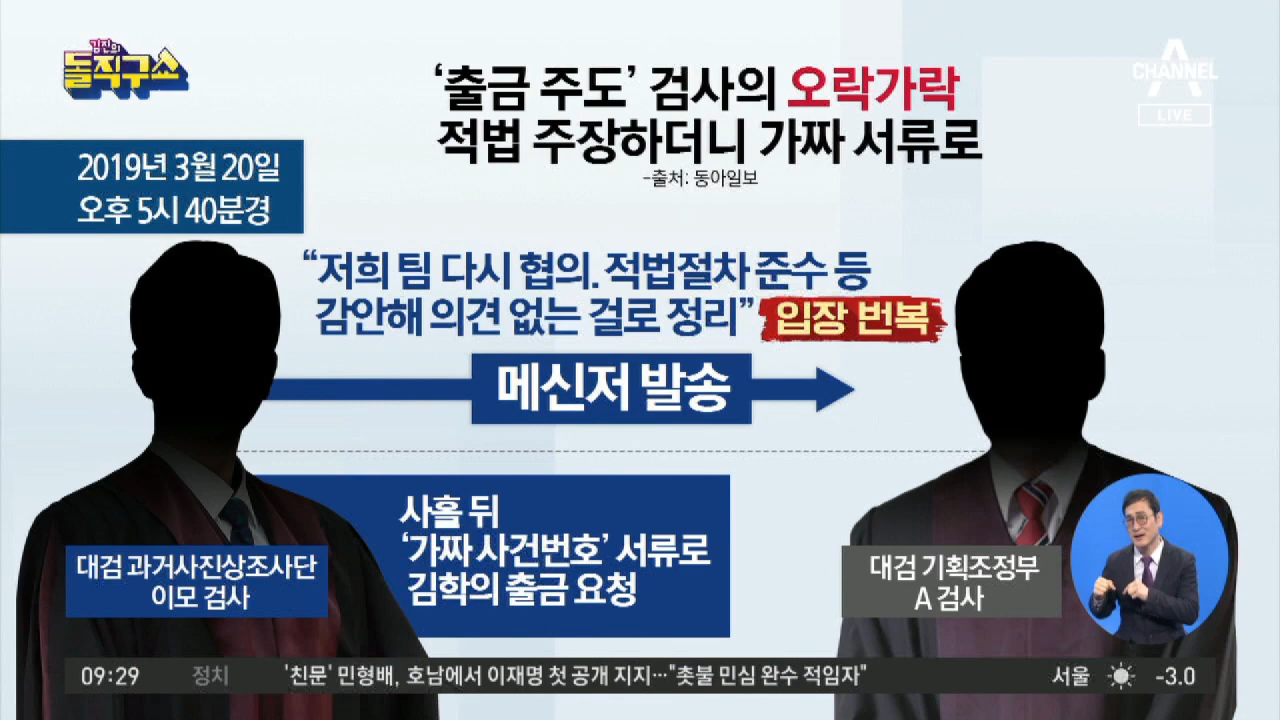 김진의
돌직구쇼
CHANNEL A
LIVE
‘출금 주도’ 검사의 오락가락
적법 주장하더니 가짜 서류로
-출처: 동아일보
2019년 3월 20일
오후 5시 40분경
“저희 팀 다시 협의. 적법절차 준수 등
감안해 의견 없는 걸로 정리” 입장 번복
메신저 발송
사흘 뒤
‘가짜 사건번호’ 서류로
김학의 출금 요청
대검 과거사진상조사단
이모 검사
대검 기획조정부
A 검사
09:29 정치 '친문' 민형배, 호남에서 이재명 첫 공개 지지…"촛불 민심 완수 적임자" 서울 -3.0